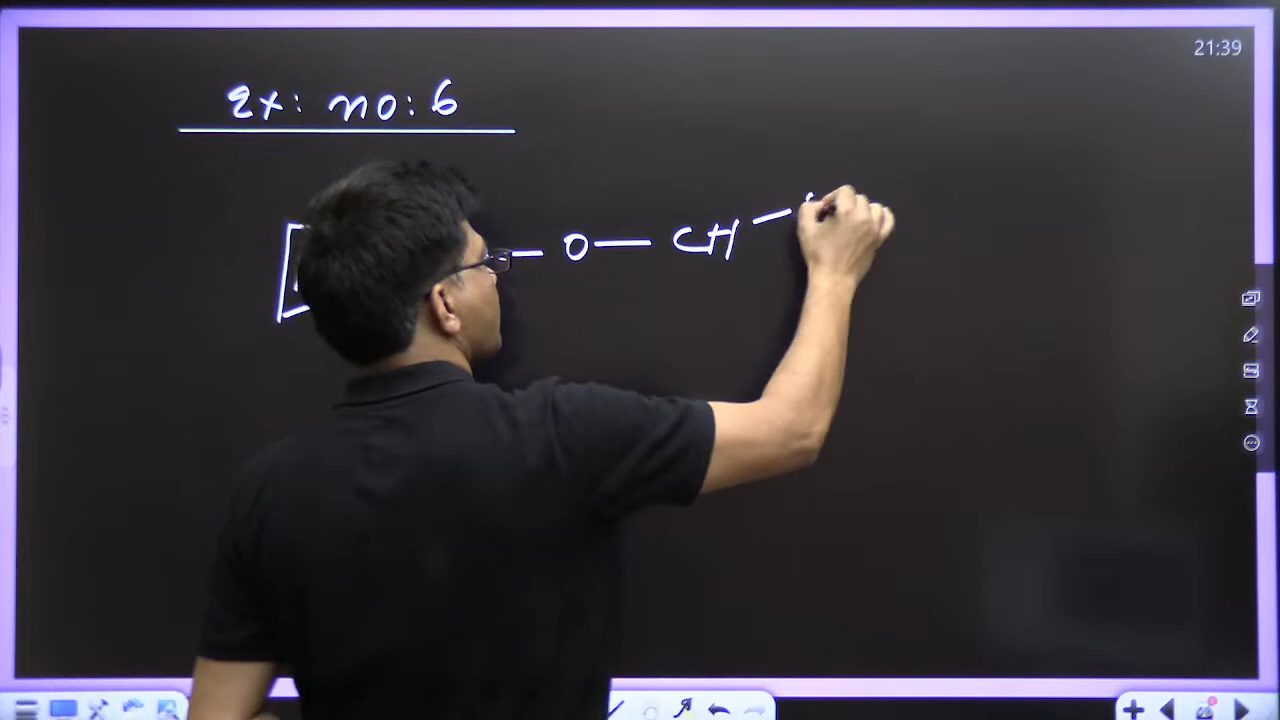 21:39
Ex: no: 6
— O — CH —